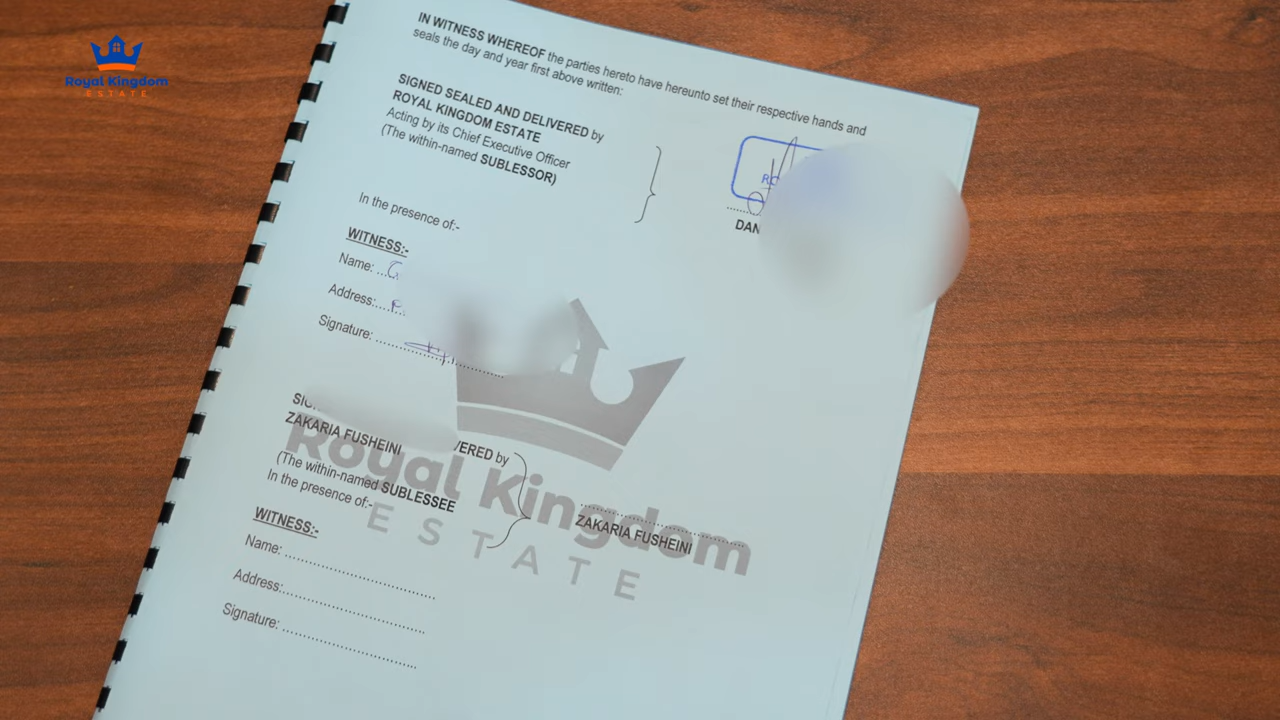 Royal Kingdom
ESTATE
IN WITNESS WHEREOF the parties hereto have hereunto set their respective hands and
seals the day and year first above written:
SIGNED SEALED AND DELIVERED by
ROYAL KINGDOM ESTATE
Acting by its Chief Executive Officer
(The within-named SUBLESSOR)
DAN
In the presence of:-
WITNESS:-
Name:
Address:
Signature:
/ERED by
ZAKARIA FUSHEINI
(The within-named SUBLESSEE
In the presence of:-
ZAKARIA FUSHEINI
WITNESS:-
Name:
Address:
Signature:
Royal Kingdom
ESTATE